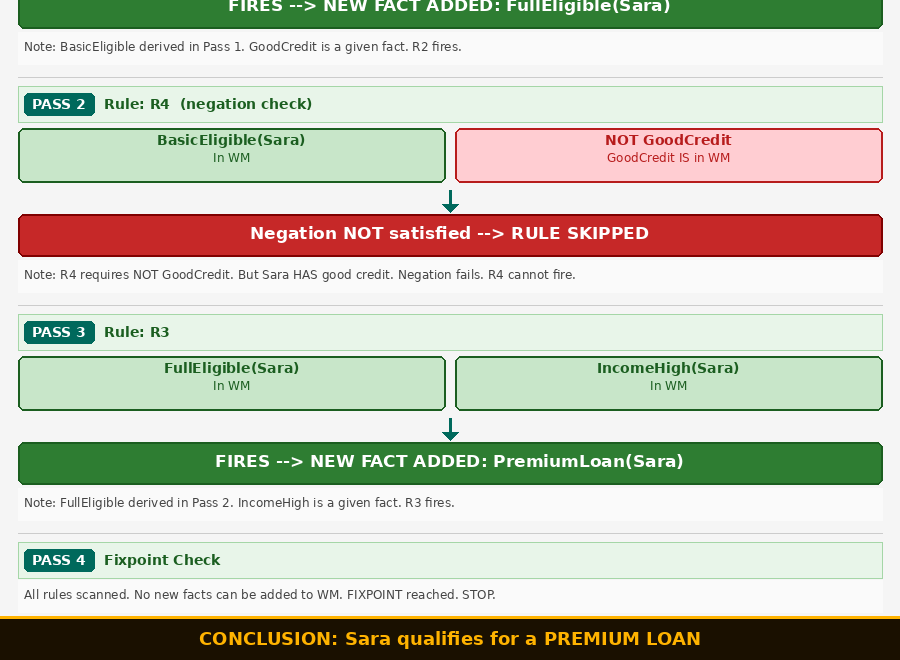 FIRES --> NEW FACT ADDED: FullEligible(Sara)
Note: BasicEligible derived in Pass 1. GoodCredit is a given fact. R2 fires.
PASS 2 Rule: R4 (negation check)
BasicEligible(Sara)
In WM
NOT GoodCredit
GoodCredit IS in WM
Negation NOT satisfied --> RULE SKIPPED
Note: R4 requires NOT GoodCredit. But Sara HAS good credit. Negation fails. R4 cannot fire.
PASS 3 Rule: R3
FullEligible(Sara)
In WM
IncomeHigh(Sara)
In WM
FIRES --> NEW FACT ADDED: PremiumLoan(Sara)
Note: FullEligible derived in Pass 2. IncomeHigh is a given fact. R3 fires.
PASS 4 Fixpoint Check
All rules scanned. No new facts can be added to WM. FIXPOINT reached. STOP.
CONCLUSION: Sara qualifies for a PREMIUM LOAN